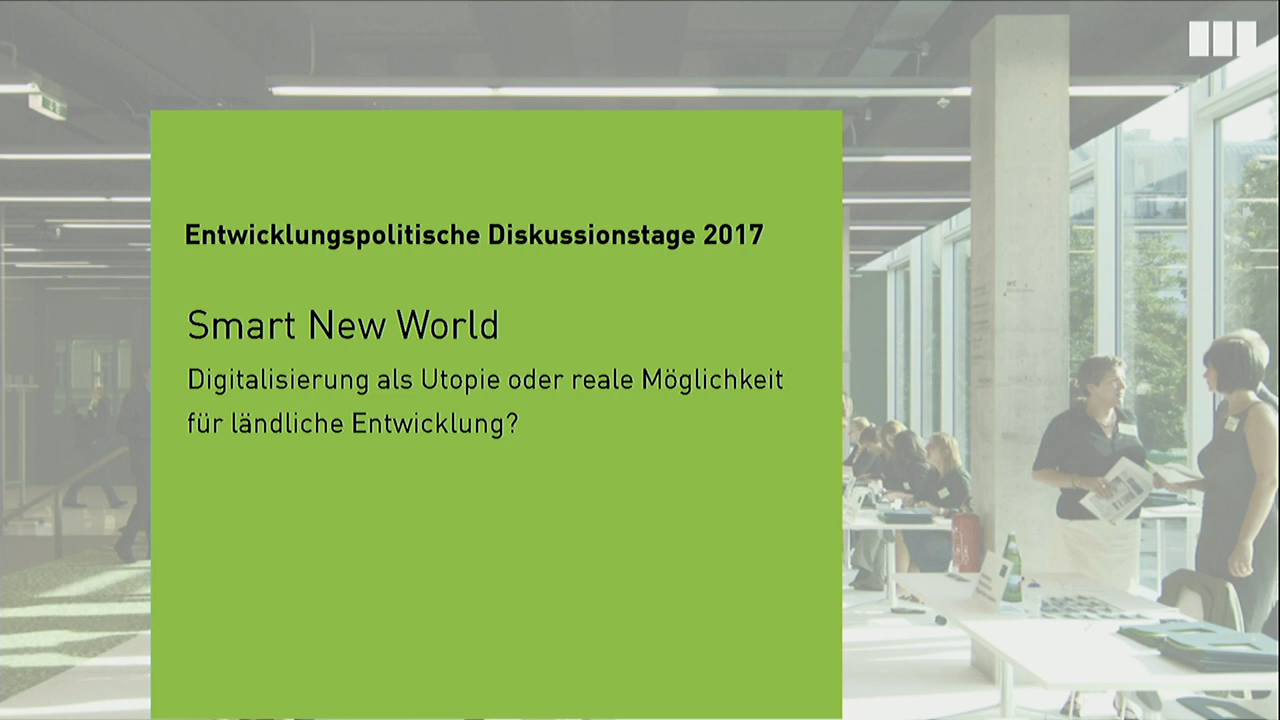 Entwicklungspolitische Diskussionstage 2017
Smart New World
Digitalisierung als Utopie oder reale Möglichkeit
für ländliche Entwicklung?